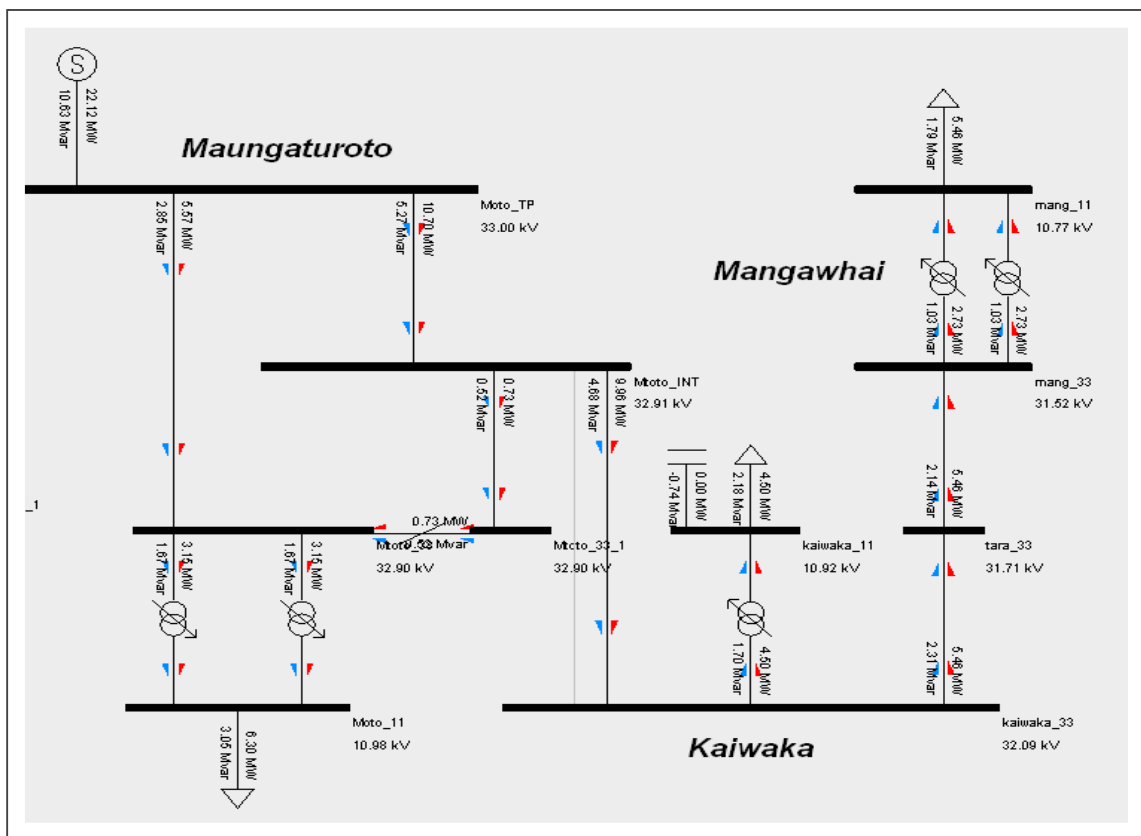 S
10.63 Mvar
22.12 MW
Maungaturoto
2.85 Mvar
5.57 MW
5.27 Mvar
10.70 MW
Moto_TP
33.00 kV
1.79 Mvar
5.46 MW
mang_11
10.77 kV
Mangawhai
1.03 Mvar
2.73 MW
1.03 Mvar
2.73 MW
mang_33
31.52 kV
Mtoto_INT
32.91 kV
0.52 Mvar
0.73 MW
4.68 Mvar
9.96 MW
_1
0.73 MW
Mvar
Mtoto_33
32.90 kV
Mtoto_33_1
32.90 kV
1.67 Mvar
3.15 MW
1.67 Mvar
3.15 MW
-0.74 Mvar
0.00 MW
2.18 Mvar
4.50 MW
kaiwaka_11
10.92 kV
2.14 Mvar
5.46 MW
tara_33
31.71 kV
1.70 Mvar
4.50 MW
2.31 Mvar
5.46 MW
Moto_11
10.98 kV
3.05 Mvar
6.30 MW
Kaiwaka
kaiwaka_33
32.09 kV